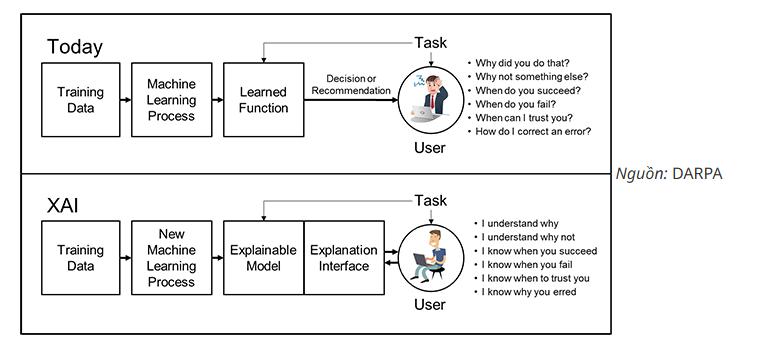 Today
Task
Training
Data
Machine
Learning
Process
Learned
Function
Decision or
Recommendation
User
• Why did you do that?
• Why not something else?
• When do you succeed?
• When do you fail?
• When can I trust you?
• How do I correct an error?
Nguồn: DARPA
XAI
Task
Training
Data
New
Machine
Learning
Process
Explainable
Model
Explanation
Interface
User
• I understand why
• I understand why not
• I know when you succeed
• I know when you fail
• I know when to trust you
• I know why you erred